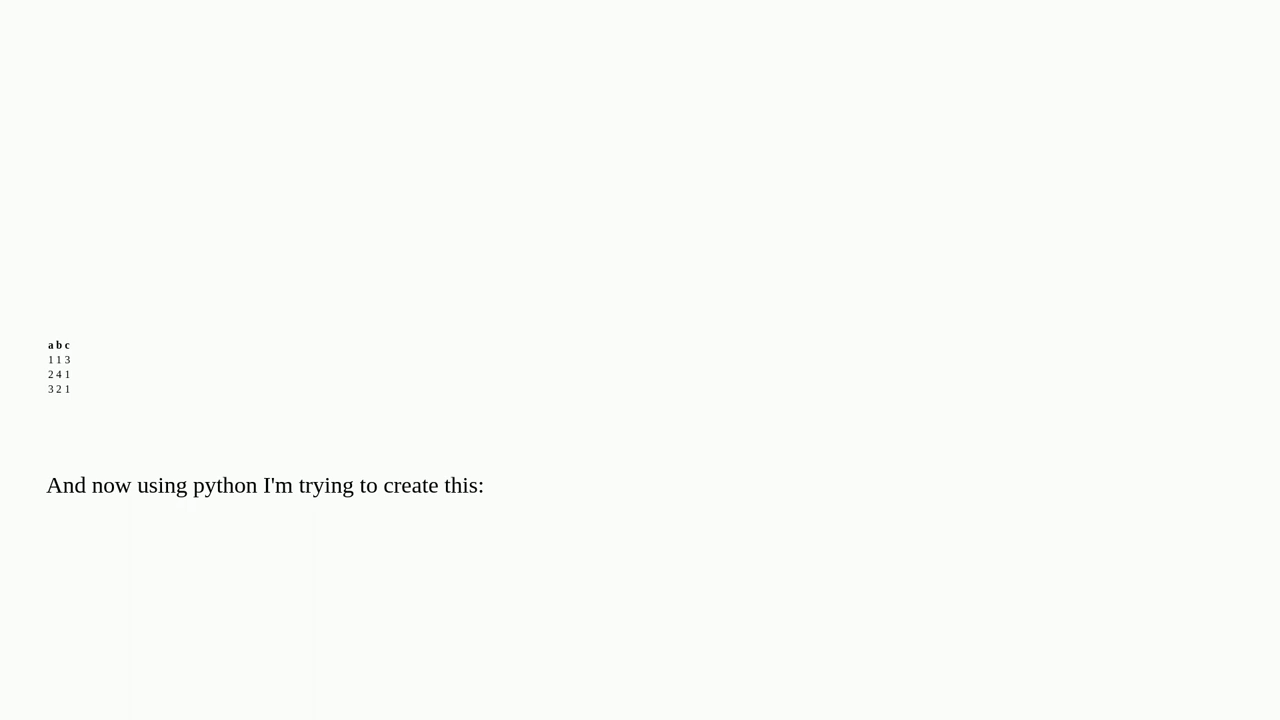 a b c
1 1 3
2 4 1
3 2 1
And now using python I'm trying to create this: